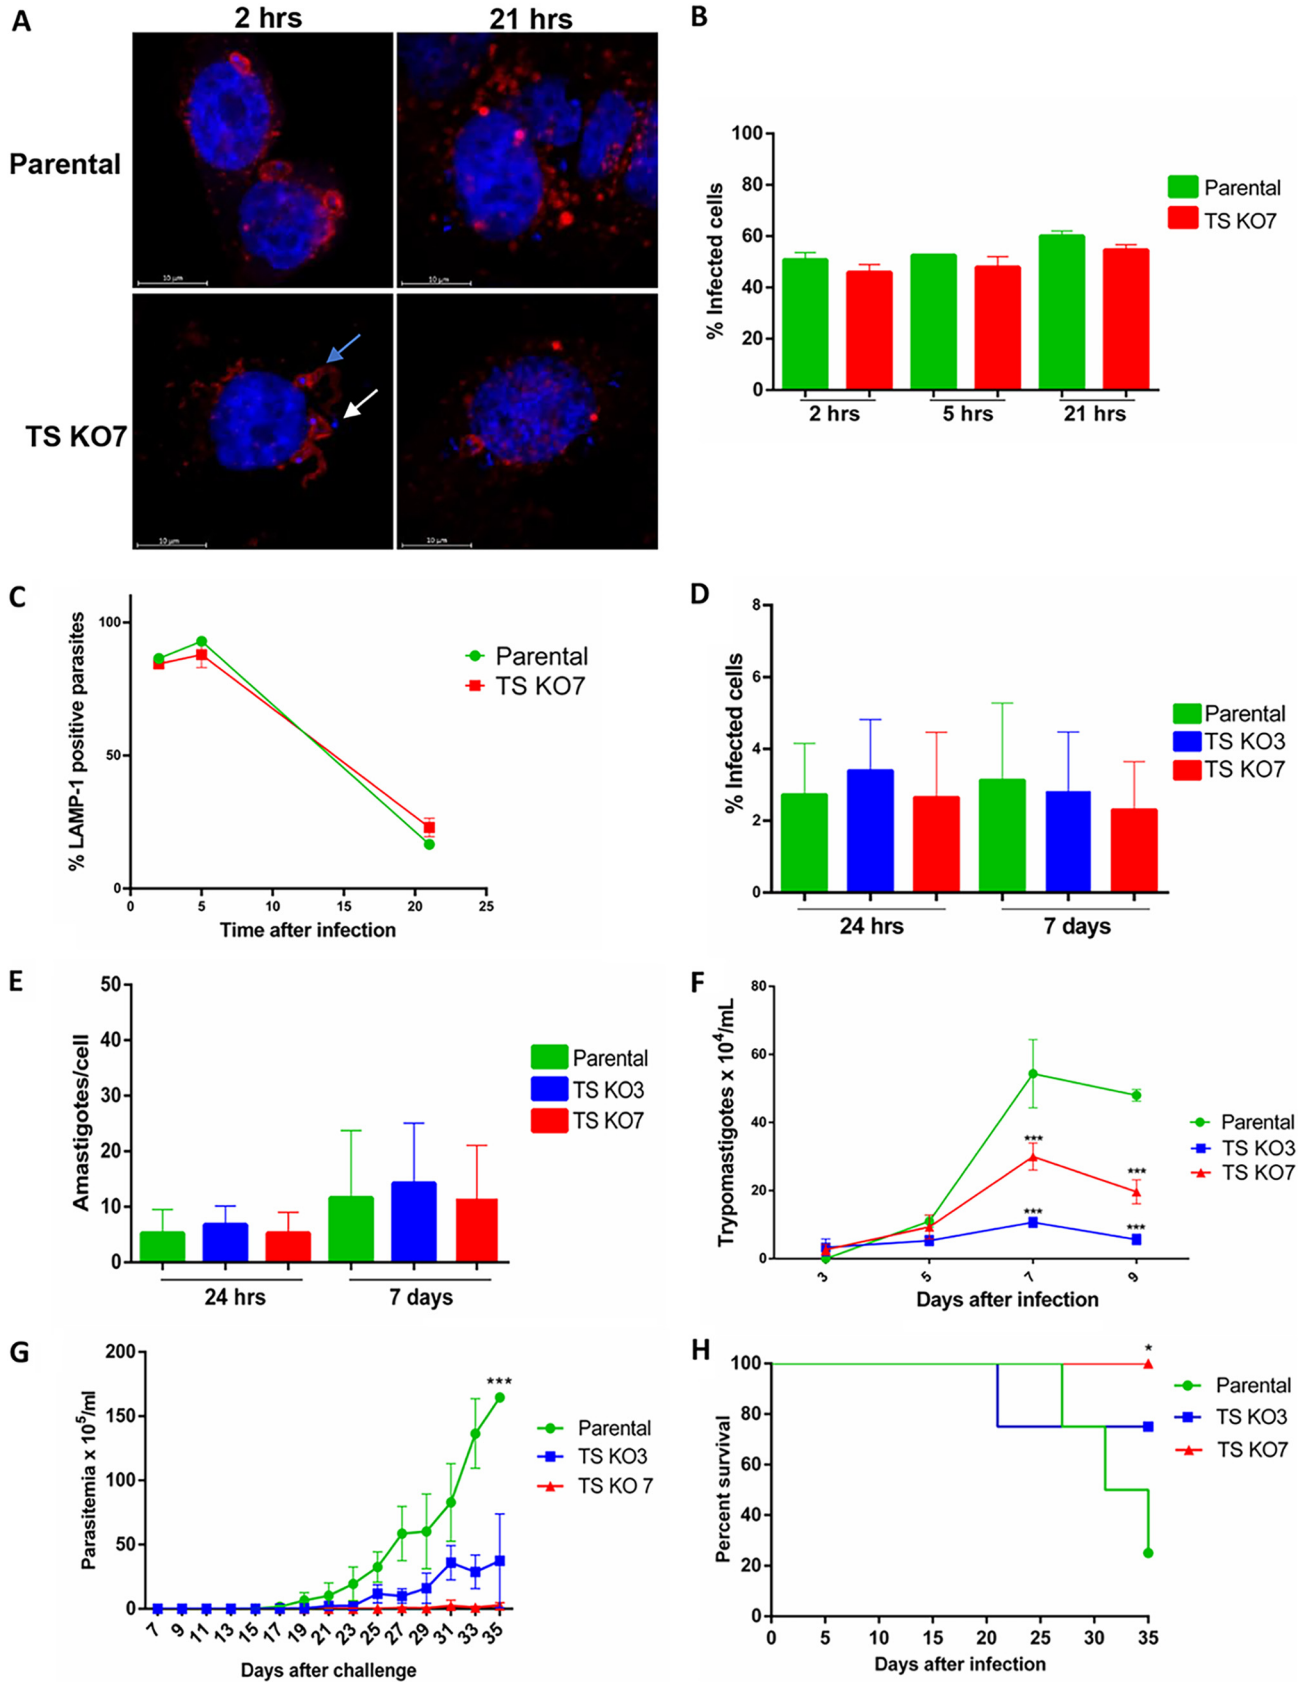 A
2 hrs
21 hrs
Parental
10 µm
10 µm
TS KO7
10 µm
10 µm
B
% Infected cells
100
80
60
40
20
0
2 hrs
5 hrs
21 hrs
Parental
TS KO7
C
% LAMP-1 positive parasites
100
50
0
0 5 10 15 20 25
Time after infection
Parental
TS KO7
D
% Infected cells
8
6
4
2
0
24 hrs
7 days
Parental
TS KO3
TS KO7
E
Amastigotes/cell
50
40
30
20
10
0
24 hrs
7 days
Parental
TS KO3
TS KO7
F
Trypomastigotes x 10⁴/mL
80
60
40
20
0
***
***
***
***
3 5 7 9
Days after infection
Parental
TS KO3
TS KO7
G
Parasitemia x 10⁵/ml
200
150
100
50
0
***
7 9 11 13 15 17 19 21 23 25 27 29 31 33 35
Days after challenge
Parental
TS KO3
TS KO 7
H
Percent survival
100
80
60
40
20
0
*
0 5 10 15 20 25 30 35
Days after infection
Parental
TS KO3
TS KO7